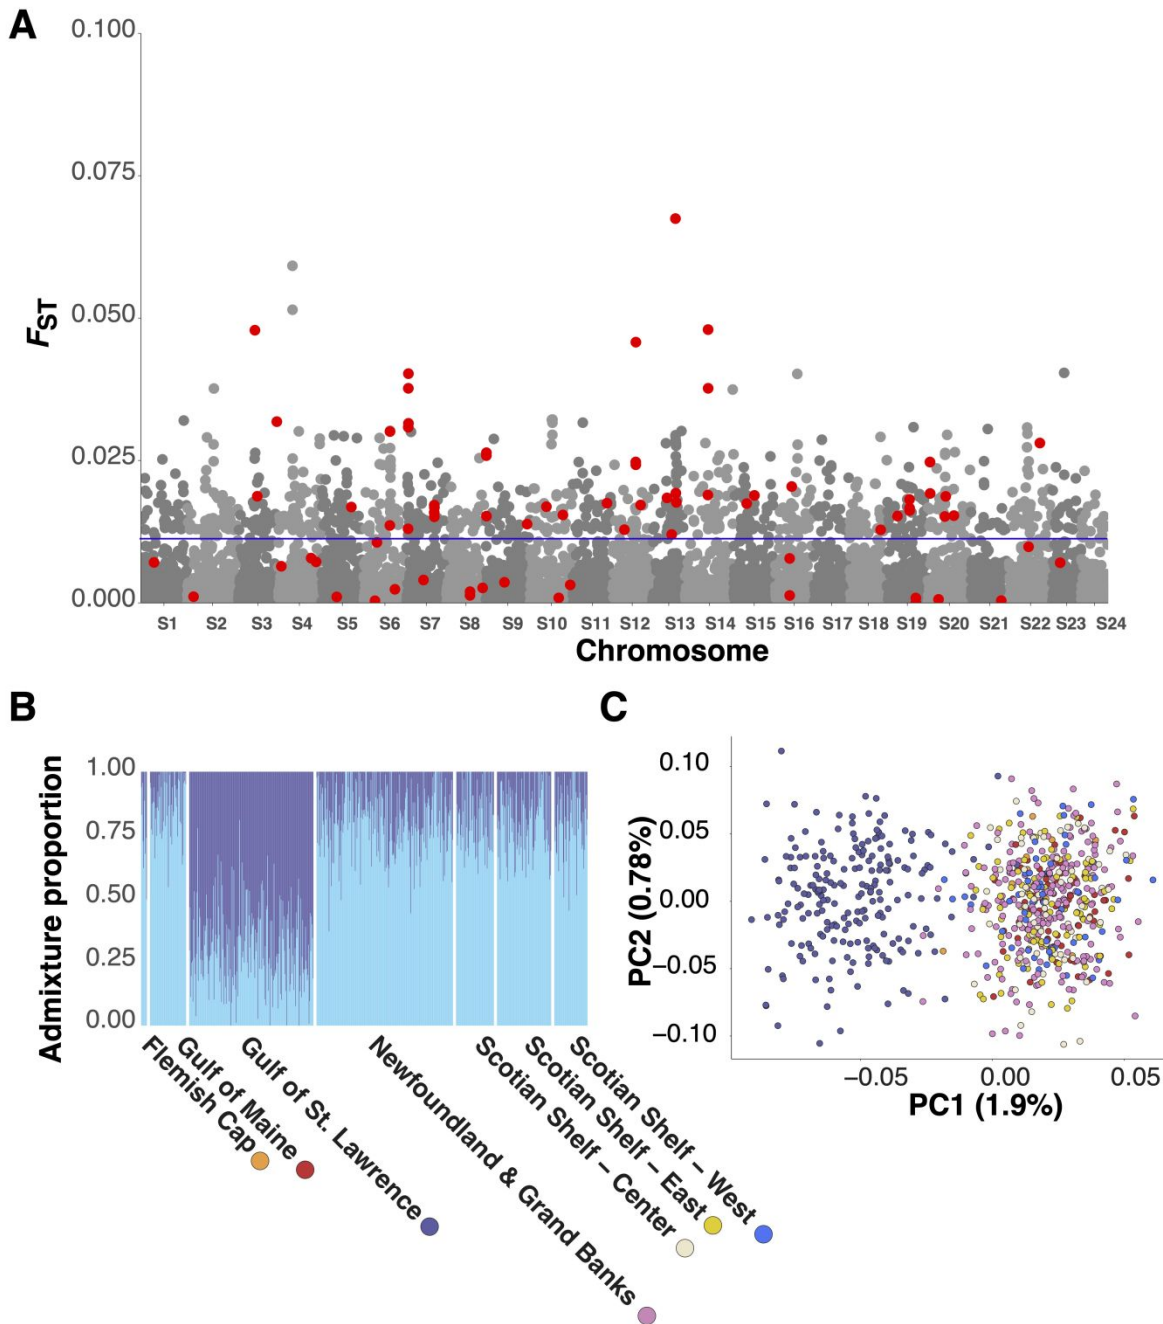 A
0.100
0.075
0.050
0.025
0.000
FST
S1 S2 S3 S4 S5 S6 S7 S8 S9 S10 S11 S12 S13 S14 S15 S16 S17 S18 S19 S20 S21 S22 S23 S24
Chromosome
B
Admixture proportion
1.00
0.75
0.50
0.25
0.00
Flemish Cap
Gulf of Maine
Gulf of St. Lawrence
Newfoundland & Grand Banks
Scotian Shelf – Center
Scotian Shelf – East
Scotian Shelf – West
C
PC2 (0.78%)
0.10
0.05
0.00
−0.05
−0.10
−0.05 0.00 0.05
PC1 (1.9%)